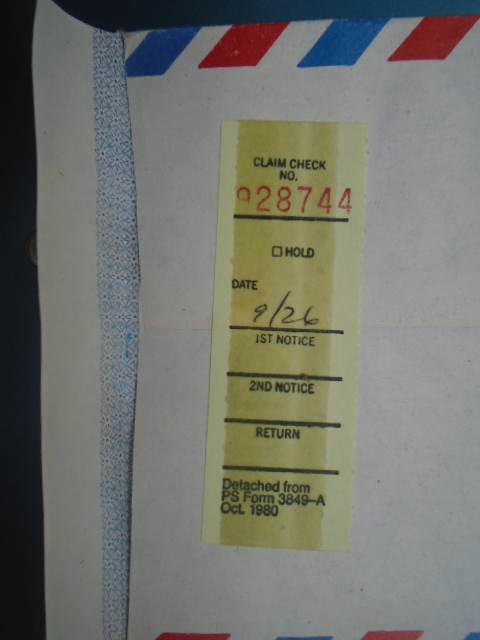 CLAIM CHECK
NO.
928744
HOLD
DATE
9/26
1ST NOTICE
2ND NOTICE
RETURN
Detached from
PS Form 3849-A
Oct. 1980